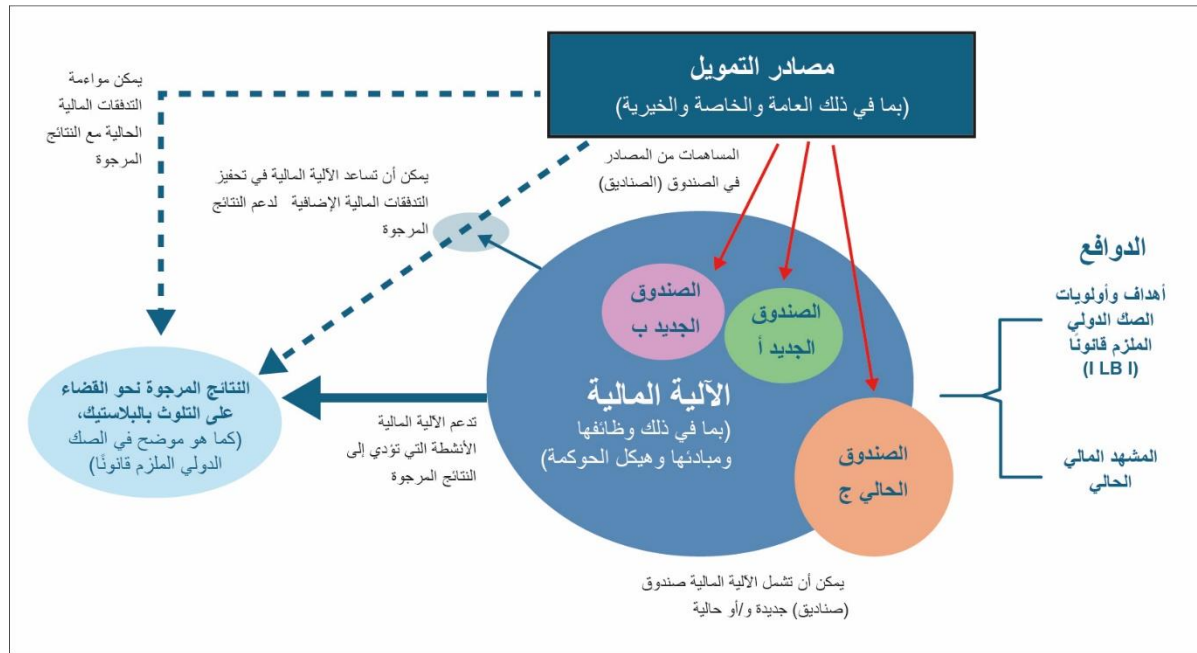 مصادر التمويل
(بما في ذلك العامة والخاصة والخيرية)
يمكن مواءمة
التدفقات المالية
الحالية مع النتائج
المرجوة
المساهمات من المصادر
في الصندوق (الصناديق)
يمكن أن تساعد الآلية المالية في تحفيز
التدفقات المالية الإضافية لدعم النتائج
المرجوة
الدوافع
أهداف وأولويات
الصك الدولي
الملزم قانونًا
(I LB I)
المشهد المالي
الحالي
الصندوق
الجديد ب
الصندوق
الجديد أ
الآلية المالية
(بما في ذلك وظائفها
ومبادئها وهيكل الحوكمة)
الصندوق
الحالي ج
النتائج المرجوة نحو القضاء
على التلوث بالبلاستيك،
(كما هو موضح في الصك
الدولي الملزم قانونًا)
تدعم الآلية المالية
الأنشطة التي تؤدي إلى
النتائج المرجوة
يمكن أن تشمل الآلية المالية صندوق
(صناديق) جديدة و/أو حالية